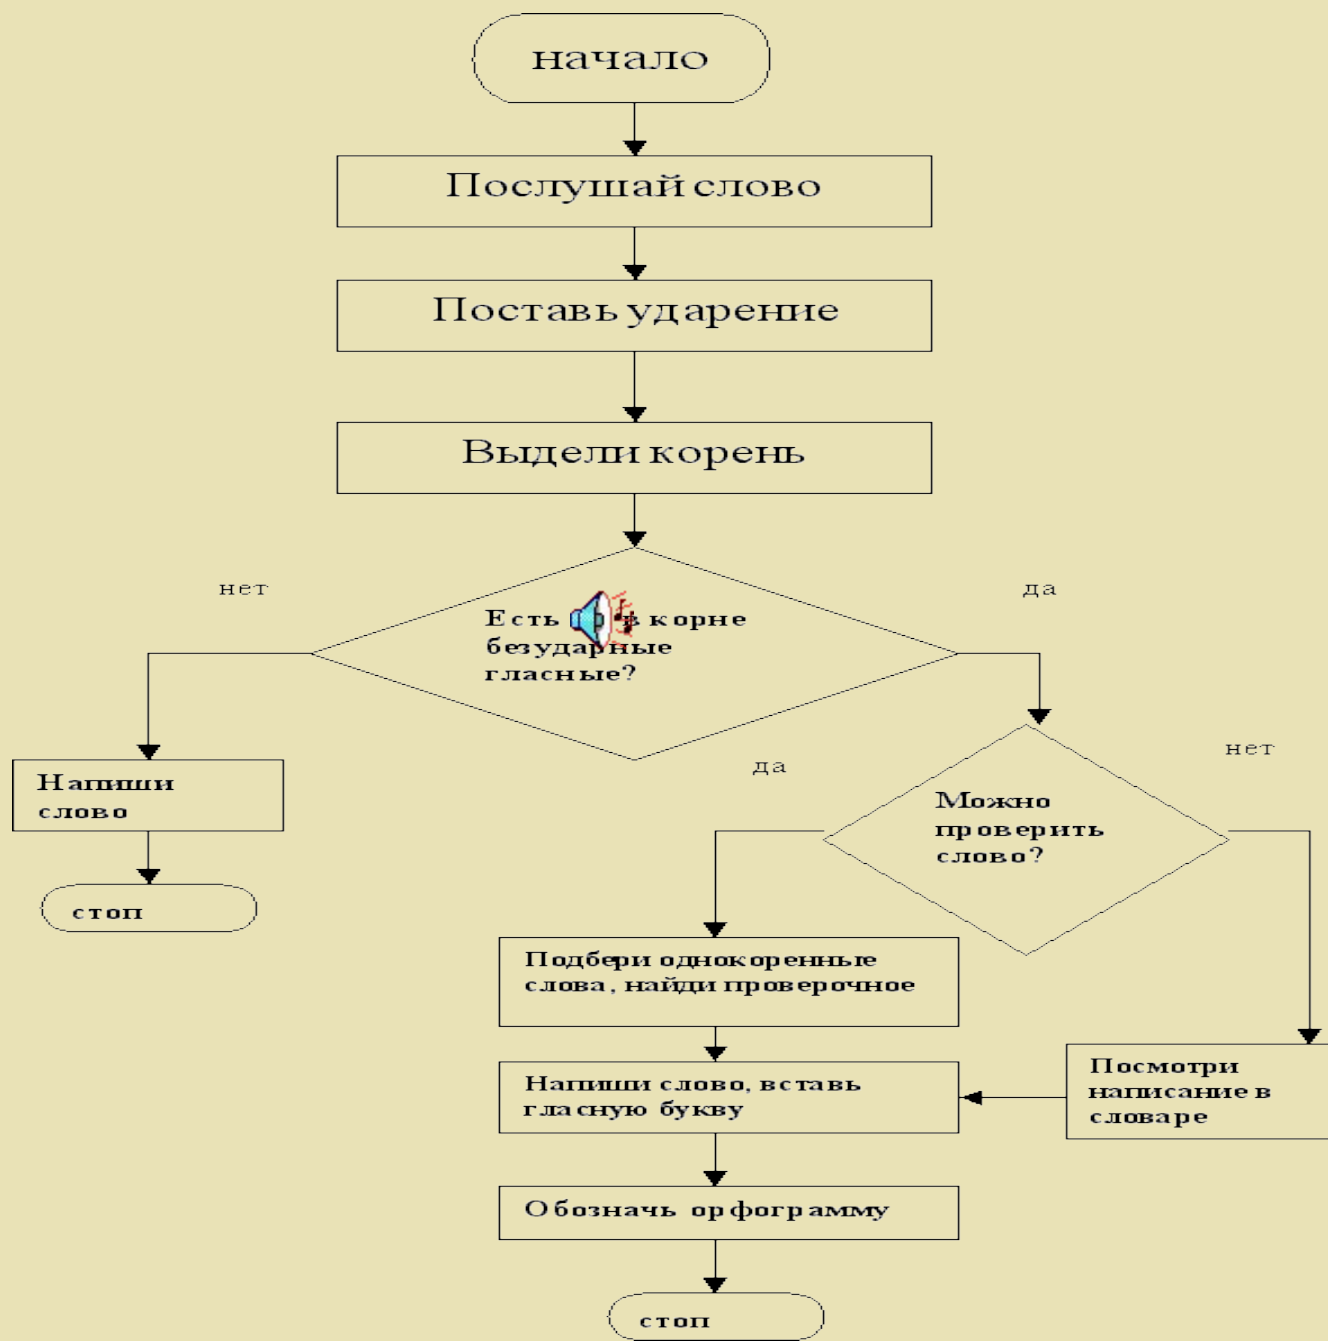 начало
Послушай слово
Поставь ударение
Выдели корень
нет
да
Есть в корне
безударные
гласные?
Напиши
слово
стоп
да
нет
Можно
проверить
слово?
Подбери однокоренные
слова, найди проверочное
Напиши слово, вставь
гласную букву
Посмотри
написание в
словаре
Обозначь орфограмму
стоп